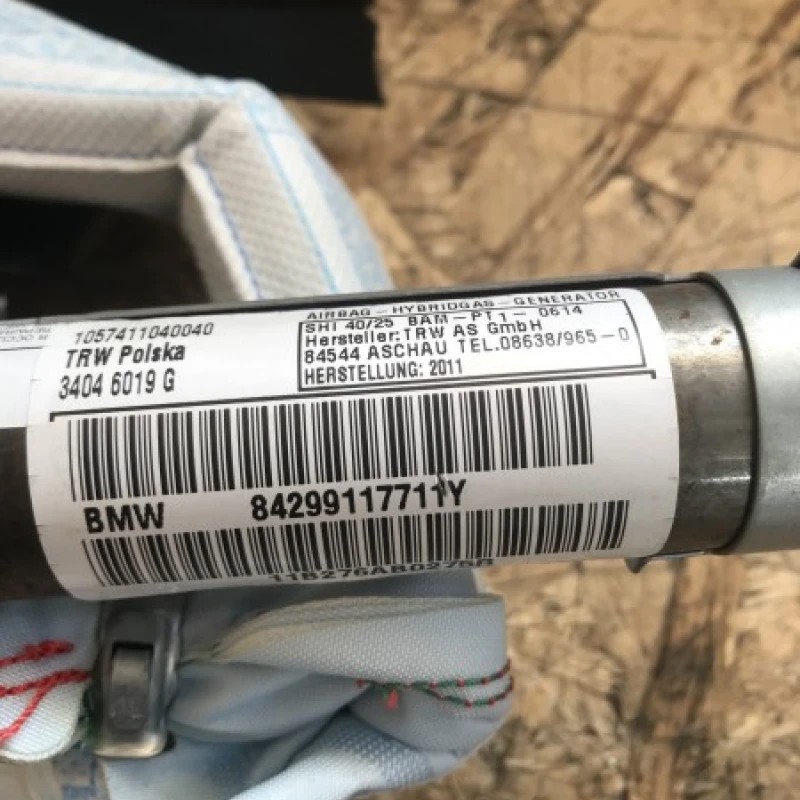 1057411040040
TRW Polska
3404 6019 G
AIRBAG - HYBRIDGAS - GENERATOR
SHI 40/25 BAM-PT1-0614
Hersteller:TRW AS GmbH
84544 ASCHAU TEL.08638/965-0
HERSTELLUNG: 2011
BMW 84299117711Y